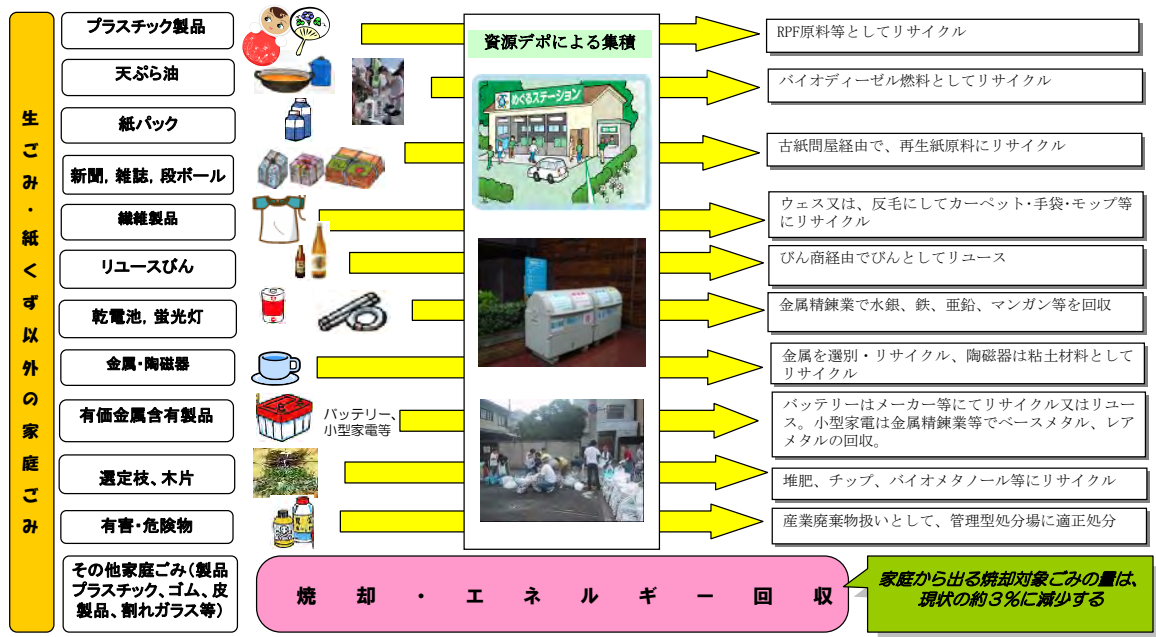 生ごみ・紙くず以外の家庭ごみ
プラスチック製品
天ぷら油
紙パック
新聞，雑誌，段ボール
繊維製品
リユースびん
乾電池，蛍光灯
金属・陶磁器
有価金属含有製品
バッテリー、
小型家電等
選定枝、木片
有害・危険物
その他家庭ごみ（製品
プラスチック、ゴム、皮
製品、割れガラス等）
資源デポによる集積
めぐるステーション
RPF原料等としてリサイクル
バイオディーゼル燃料としてリサイクル
古紙問屋経由で、再生紙原料にリサイクル
ウェス又は、反毛にしてカーペット・手袋・モップ等
にリサイクル
びん商経由でびんとしてリユース
金属精錬業で水銀、鉄、亜鉛、マンガン等を回収
金属を選別・リサイクル、陶磁器は粘土材料として
リサイクル
バッテリーはメーカー等にてリサイクル又はリユー
ス。小型家電は金属精錬業等でベースメタル、レア
メタルの回収。
堆肥、チップ、バイオメタノール等にリサイクル
産業廃棄物扱いとして、管理型処分場に適正処分
焼却・エネルギー回収
家庭から出る焼却対象ごみの量は、
現状の約３％に減少する